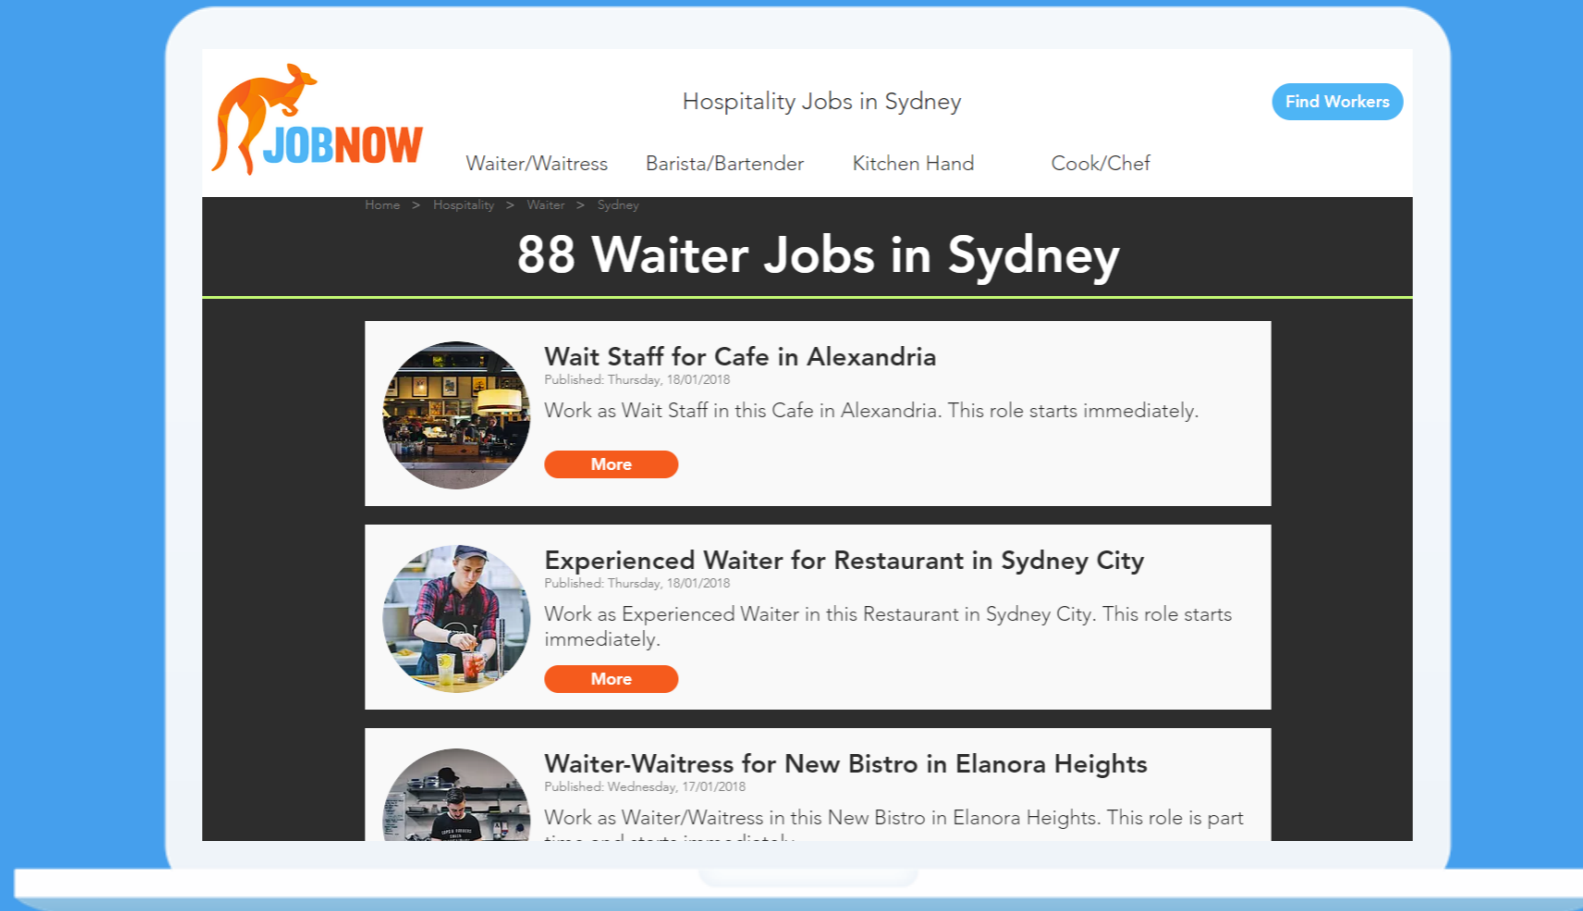 JOBNOW
Hospitality Jobs in Sydney
Find Workers
Waiter/Waitress Barista/Bartender Kitchen Hand Cook/Chef
Home > Hospitality > Waiter > Sydney
88 Waiter Jobs in Sydney
Wait Staff for Cafe in Alexandria
Published: Thursday, 18/01/2018
Work as Wait Staff in this Cafe in Alexandria. This role starts immediately.
More
Experienced Waiter for Restaurant in Sydney City
Published: Thursday, 18/01/2018
Work as Experienced Waiter in this Restaurant in Sydney City. This role starts
immediately.
More
Waiter-Waitress for New Bistro in Elanora Heights
Published: Wednesday, 17/01/2018
Work as Waiter/Waitress in this New Bistro in Elanora Heights. This role is part
time and starts immediately.